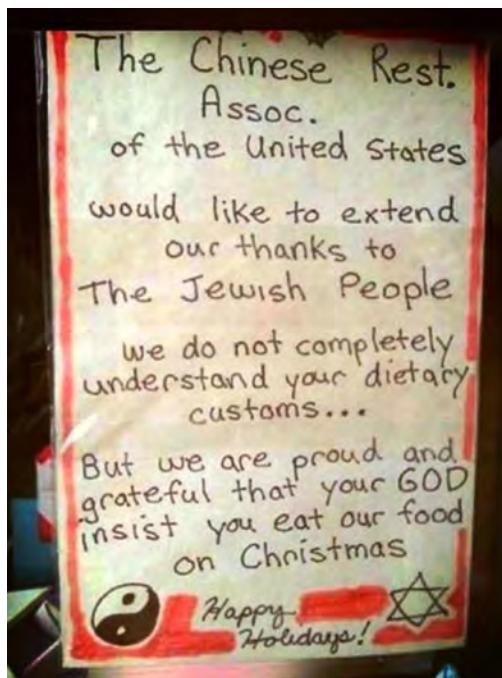 The Chinese Rest.
Assoc.
of the United States
would like to extend
our thanks to
The Jewish People
we do not completely
understand your dietary
customs...
But we are proud and
grateful that your GOD
insist you eat our food
on Christmas
Happy
Holidays!